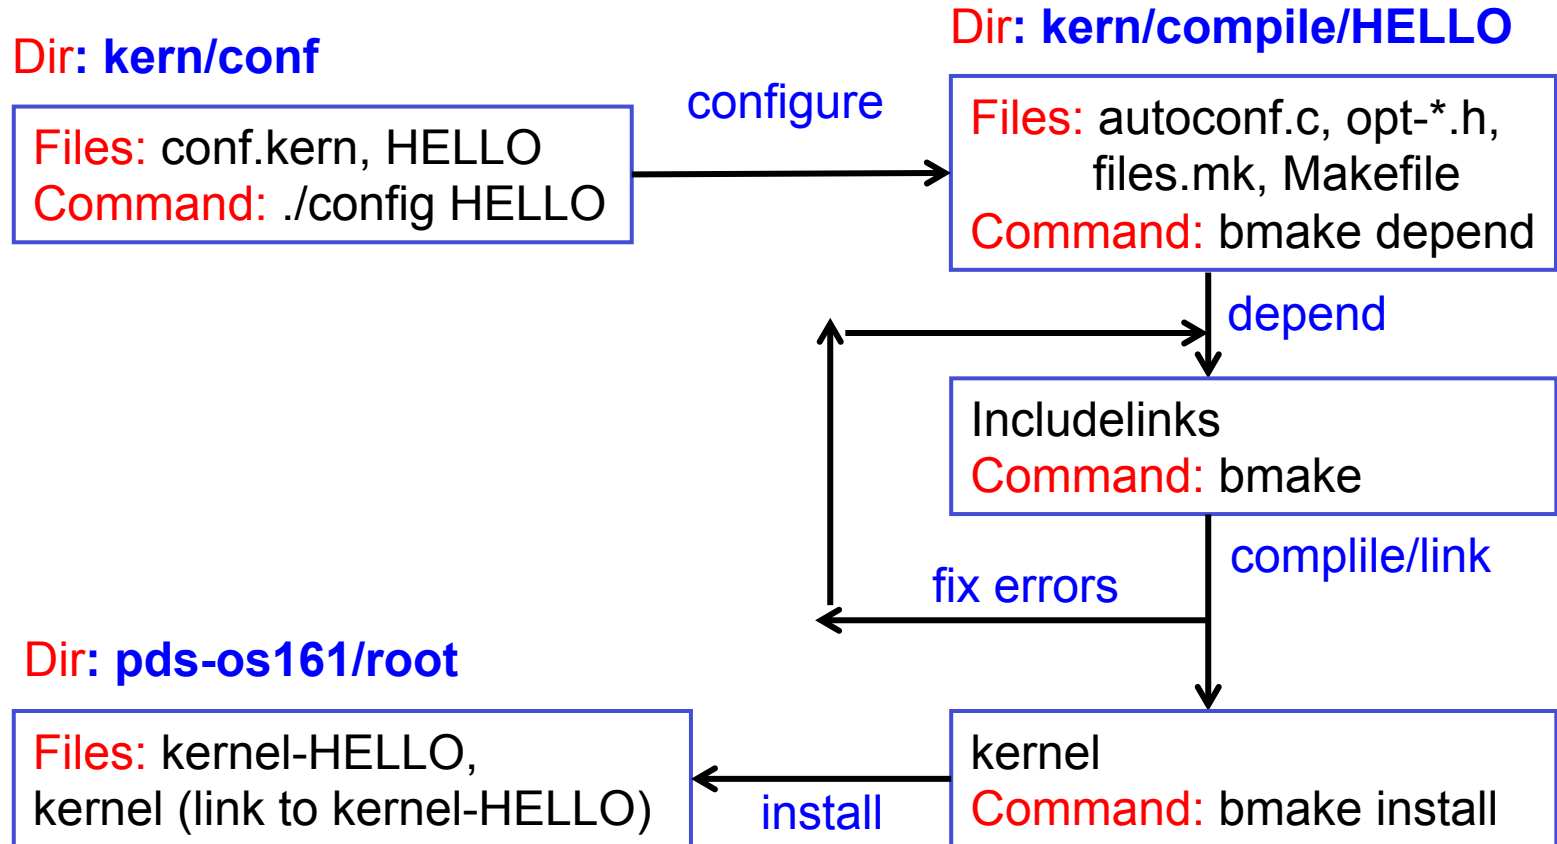 Dir: kern/conf
Files: conf.kern, HELLO
Command: ./config HELLO
configure
Dir: kern/compile/HELLO
Files: autoconf.c, opt-*.h,
files.mk, Makefile
Command: bmake depend
depend
Includelinks
Command: bmake
complile/link
fix errors
kernel
Command: bmake install
install
Dir: pds-os161/root
Files: kernel-HELLO,
kernel (link to kernel-HELLO)